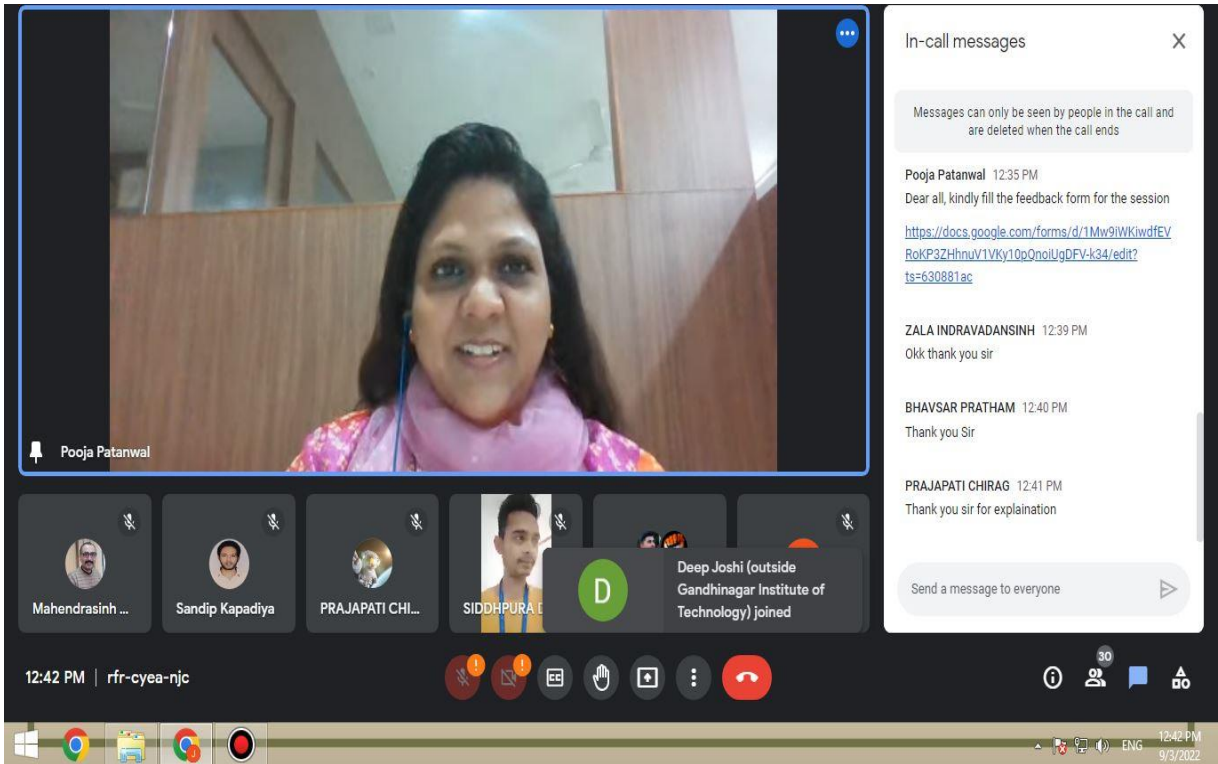 Pooja Patanwal
Mahendrasinh ...
Sandip Kapadiya
PRAJAPATI CHI...
SIDDHPURA
D
Deep Joshi (outside
Gandhinagar Institute of
Technology) joined
12:42 PM | rfr-cyea-njc
CC
30
In-call messages
Messages can only be seen by people in the call and
are deleted when the call ends
Pooja Patanwal 12:35 PM
Dear all, kindly fill the feedback form for the session
https://docs.google.com/forms/d/1Mw9iWKiwdfEV
RoKP3ZHhnuV1VKy10pQnoiUgDFV-k34/edit?
ts=630881ac
ZALA INDRAVADANSINH 12:39 PM
Okk thank you sir
BHAVSAR PRATHAM 12:40 PM
Thank you Sir
PRAJAPATI CHIRAG 12:41 PM
Thank you sir for explaination
Send a message to everyone
ENG
12:42 PM
9/3/2022